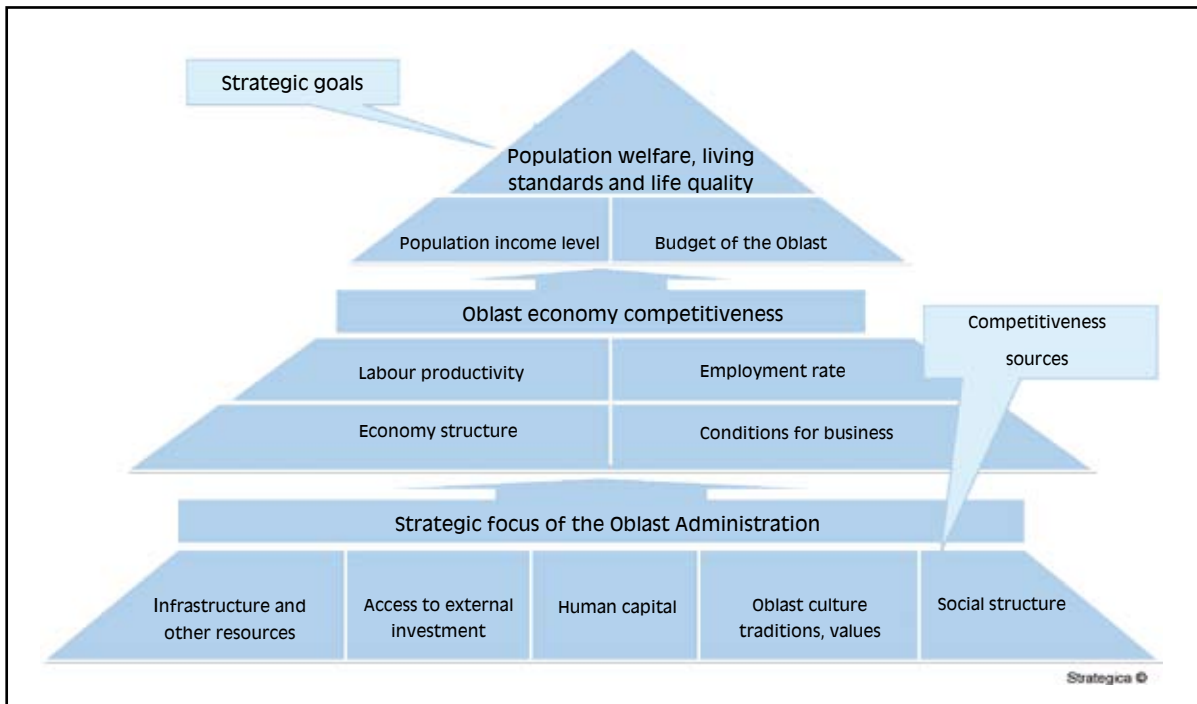 Strategic goals
Population welfare, living
standards and life quality
Population income level
Budget of the Oblast
Oblast economy competitiveness
Competitiveness
sources
Labour productivity
Employment rate
Economy structure
Conditions for business
Strategic focus of the Oblast Administration
Infrastructure and
other resources
Access to external
investment
Human capital
Oblast culture
traditions, values
Social structure
Strategica ©